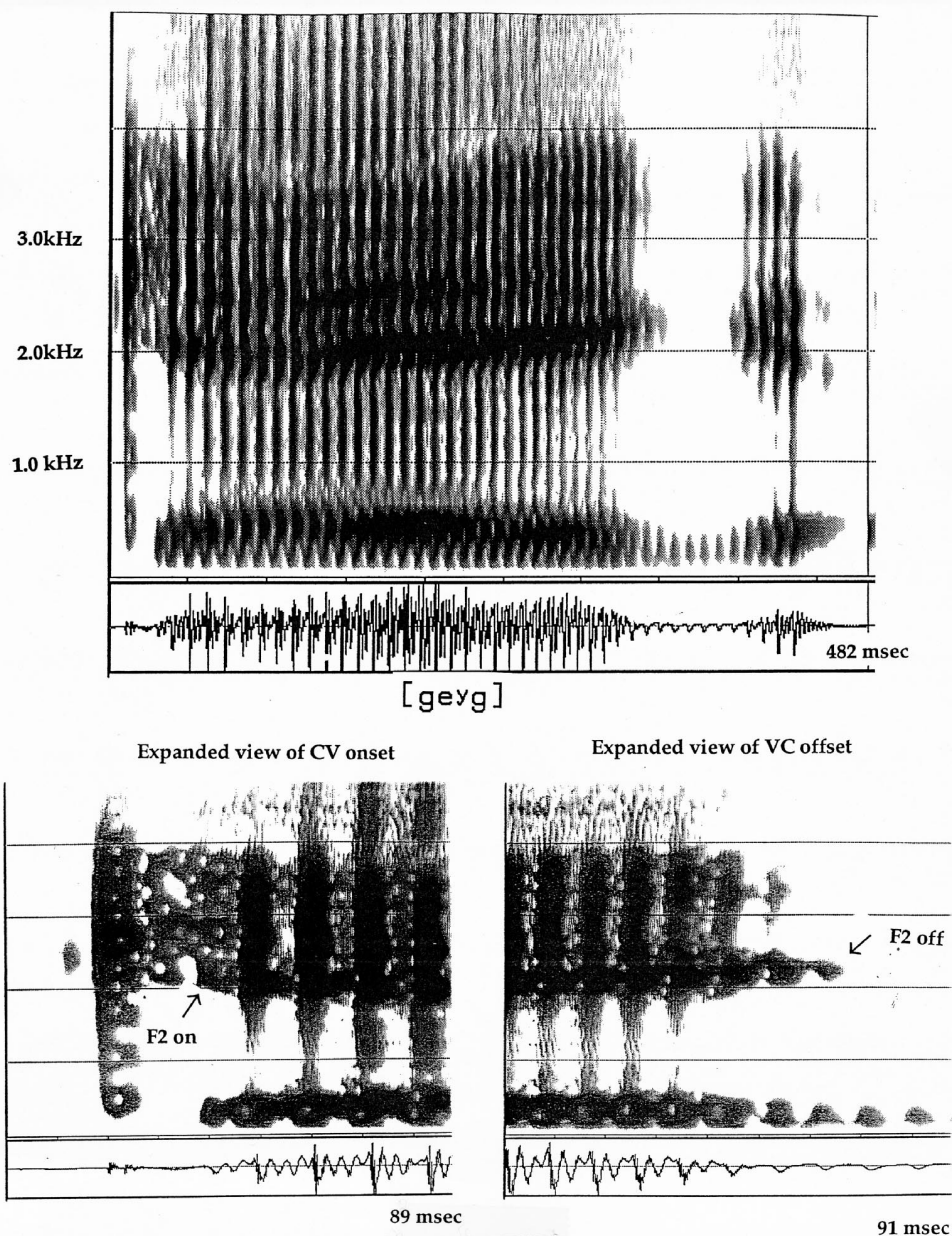 3.0kHz
2.0kHz
1.0 kHz
482 msec
[geyg]
Expanded view of CV onset
Expanded view of VC offset
F2 on
F2 off
89 msec
91 msec